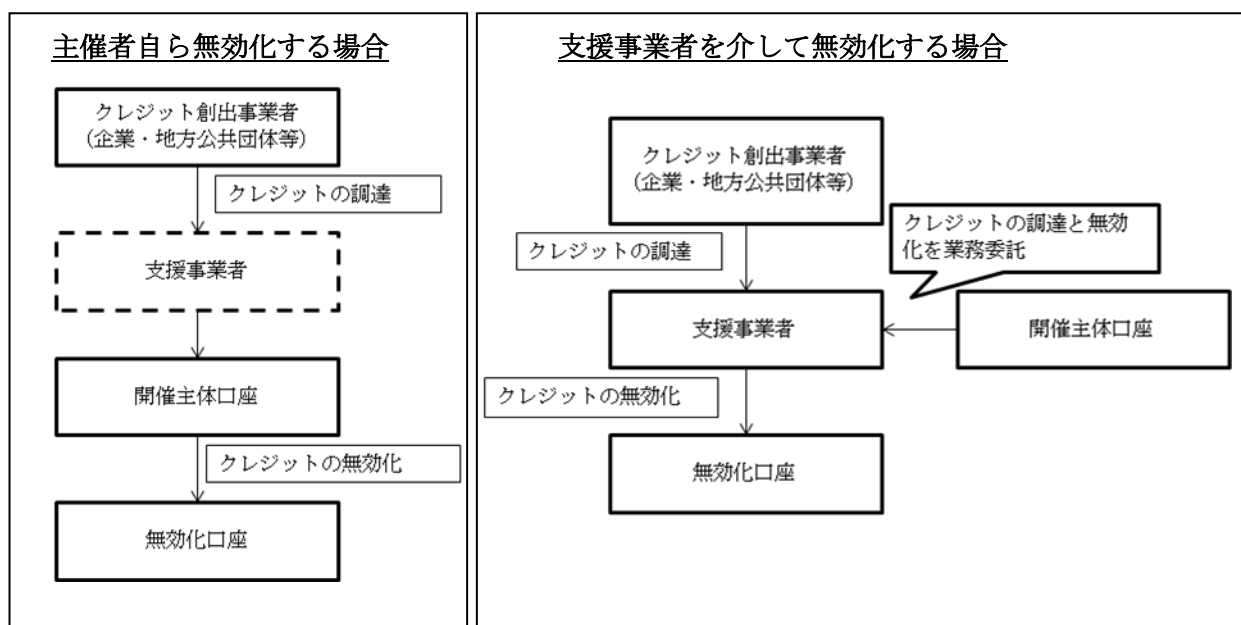 主催者自ら無効化する場合
クレジット創出事業者
(企業・地方公共団体等)
クレジットの調達
支援事業者
開催主体口座
クレジットの無効化
無効化口座
支援事業者を介して無効化する場合
クレジット創出事業者
(企業・地方公共団体等)
クレジットの調達
クレジットの調達と無効
化を業務委託
支援事業者
開催主体口座
クレジットの無効化
無効化口座